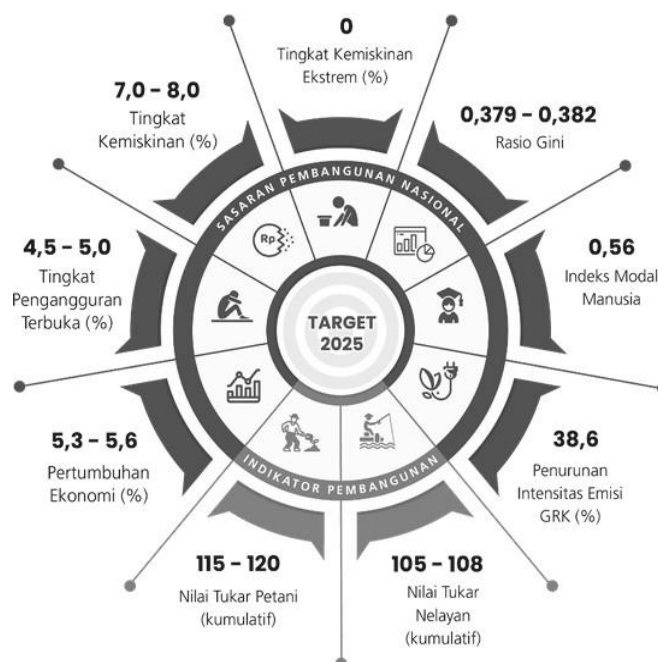 0
Tingkat Kemiskinan
Ekstrem (%)
7,0 – 8,0
Tingkat
Kemiskinan (%)
0,379 – 0,382
Rasio Gini
4,5 – 5,0
Tingkat
Pengangguran
Terbuka (%)
0,56
Indeks Modal
Manusia
SASARAN PEMBANGUNAN NASIONAL
Rp
TARGET
2025
INDIKATOR PEMBANGUNAN
5,3 – 5,6
Pertumbuhan
Ekonomi (%)
38,6
Penurunan
Intensitas Emisi
GRK (%)
115 – 120
Nilai Tukar Petani
(kumulatif)
105 – 108
Nilai Tukar
Nelayan
(kumulatif)